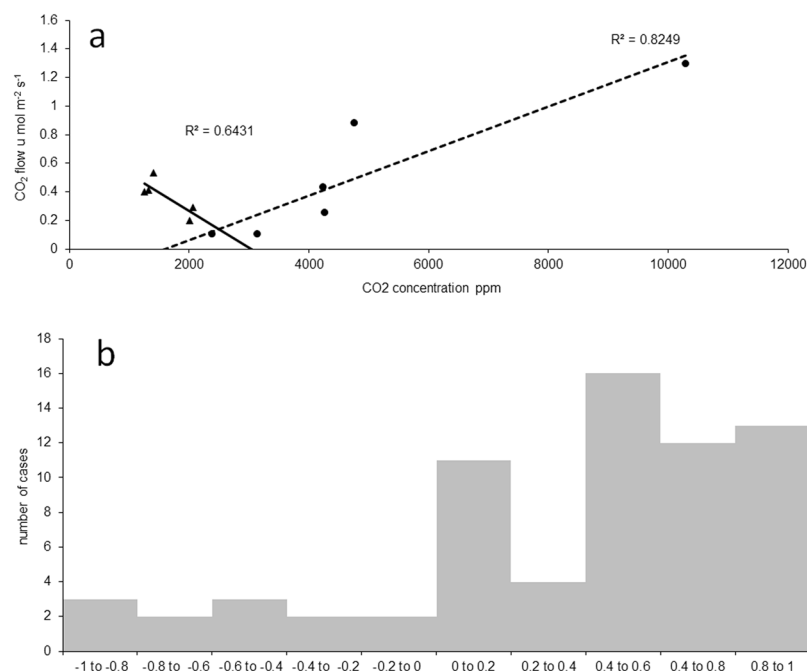 a
R² = 0.8249
R² = 0.6431
CO₂ flow u mol m⁻² s⁻¹
1.6
1.4
1.2
1
0.8
0.6
0.4
0.2
0
0 2000 4000 6000 8000 10000 12000
CO2 concentration ppm
b
number of cases
18
16
14
12
10
8
6
4
2
0
-1 to -0.8 -0.8 to -0.6 -0.6 to -0.4 -0.4 to -0.2 -0.2 to 0 0 to 0.2 0.2 to 0.4 0.4 to 0.6 0.4 to 0.8 0.8 to 1